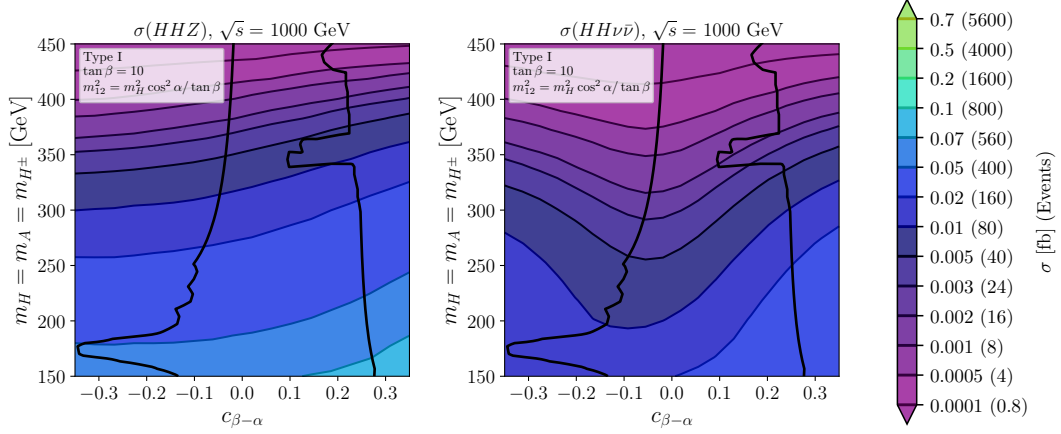 σ(HHZ), √s = 1000 GeV
Type I
tan β = 10
m²₁₂ = m²_H cos² α/ tan β
m_H = m_A = m_{H±} [GeV]
450
400
350
300
250
200
150
−0.3 −0.2 −0.1 0.0 0.1 0.2 0.3
c_{β−α}
σ(HHνν̄), √s = 1000 GeV
Type I
tan β = 10
m²₁₂ = m²_H cos² α/ tan β
m_H = m_A = m_{H±} [GeV]
450
400
350
300
250
200
150
−0.3 −0.2 −0.1 0.0 0.1 0.2 0.3
c_{β−α}
0.7 (5600)
0.5 (4000)
0.2 (1600)
0.1 (800)
0.07 (560)
0.05 (400)
0.02 (160)
0.01 (80)
0.005 (40)
0.003 (24)
0.002 (16)
0.001 (8)
0.0005 (4)
0.0001 (0.8)
σ [fb] (Events)